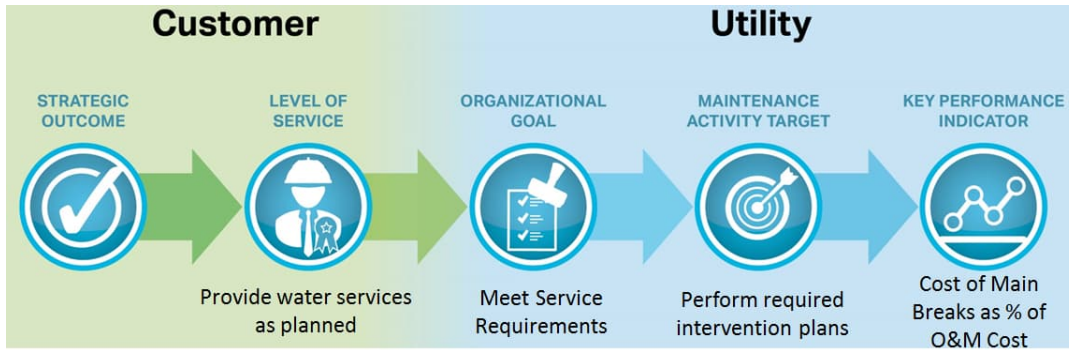 Customer
Utility
STRATEGIC
OUTCOME
LEVEL OF
SERVICE
ORGANIZATIONAL
GOAL
MAINTENANCE
ACTIVITY TARGET
KEY PERFORMANCE
INDICATOR
Provide water services
as planned
Meet Service
Requirements
Perform required
intervention plans
Cost of Main
Breaks as % of
O&M Cost